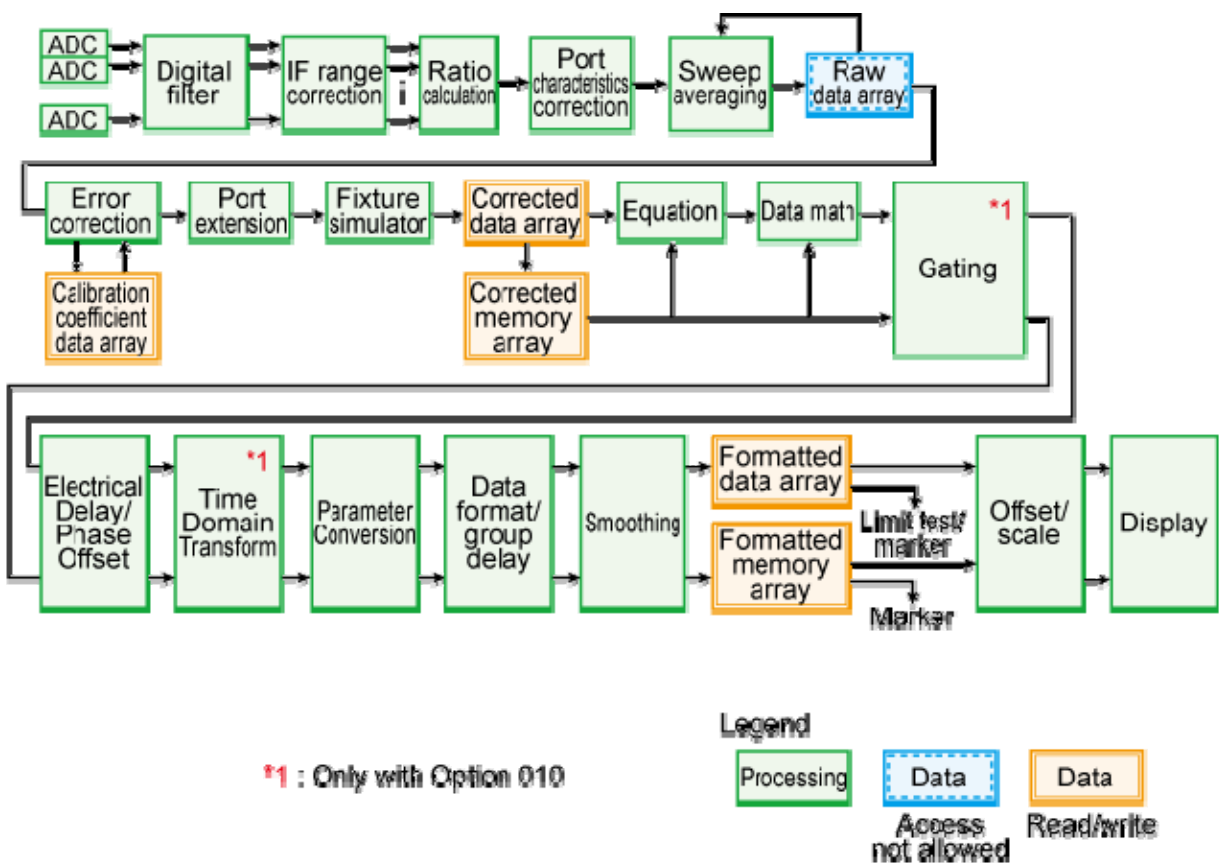 ADC
ADC
ADC
Digital
filter
IF range
correction
i
Ratio
calculation
Port
characteristics
correction
Sweep
averaging
Raw
data array
Error
correction
Port
extension
Fixture
simulator
Corrected
data array
Equation
Data math
*1
Gating
Calibration
coefficient
data array
Corrected
memory
array
Electrical
Delay/
Phase
Offset
*1
Time
Domain
Transform
Parameter
Conversion
Data
format/
group
delay
Smoothing
Formatted
data array
Limit test/
marker
Formatted
memory
array
Marker
Offset/
scale
Display
*1 : Only with Option 010
Legend
Processing
Data
Access
not allowed
Data
Read/write